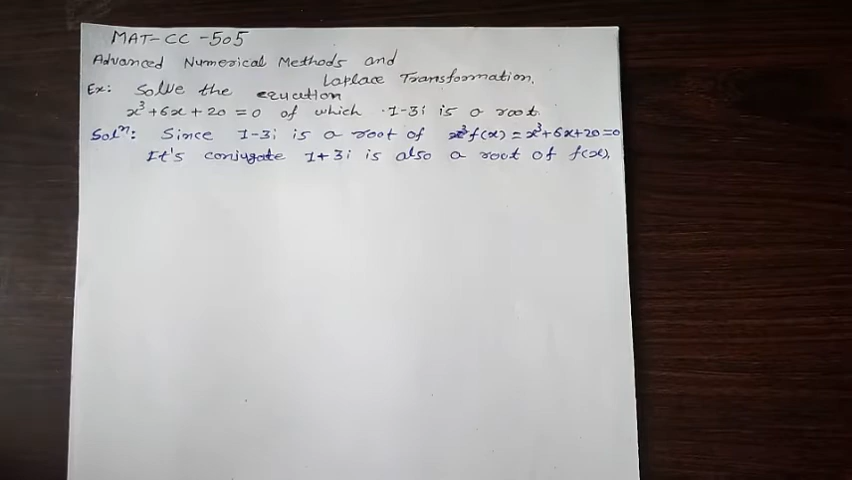 MAT-CC-505
Advanced Numerical Methods and
Laplace Transformation.
Ex: Solve the equation
x³+6x+20=0 of which 1-3i is a root.
Solⁿ: Since 1-3i is a root of f(x)=x³+6x+20=0
It's conjugate 1+3i is also a root of f(x).